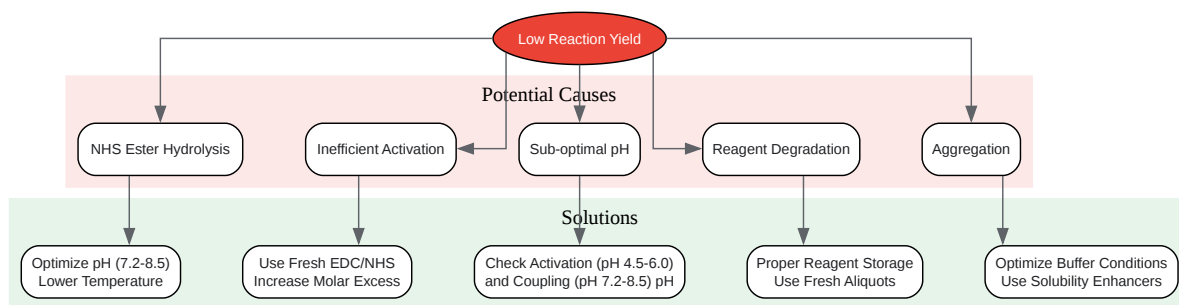 Low Reaction Yield
Potential Causes
NHS Ester Hydrolysis
Inefficient Activation
Sub-optimal pH
Reagent Degradation
Aggregation
Solutions
Optimize pH (7.2-8.5)
Lower Temperature
Use Fresh EDC/NHS
Increase Molar Excess
Check Activation (pH 4.5-6.0)
and Coupling (pH 7.2-8.5) pH
Proper Reagent Storage
Use Fresh Aliquots
Optimize Buffer Conditions
Use Solubility Enhancers